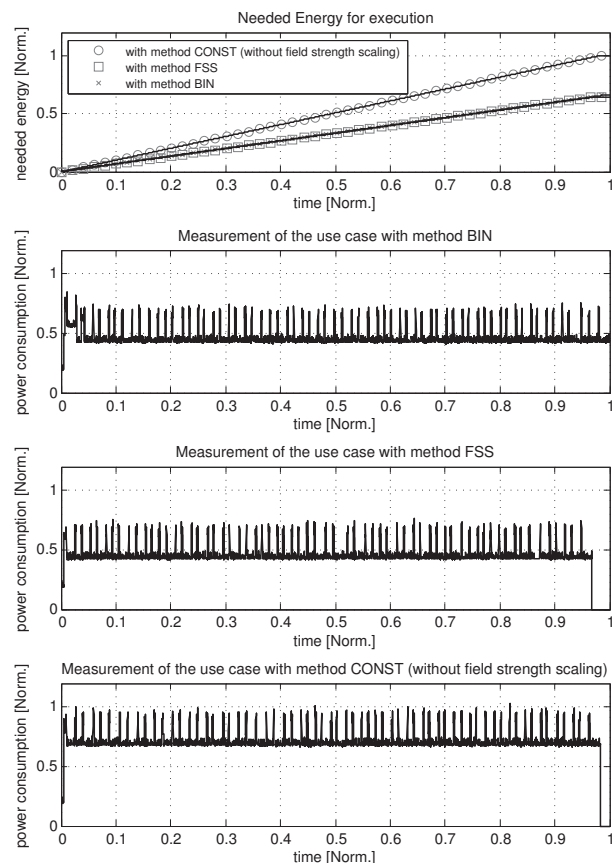 Needed Energy for execution
needed energy [Norm.]
1
0.5
0
with method CONST (without field strength scaling)
with method FSS
with method BIN
0 0.1 0.2 0.3 0.4 0.5 0.6 0.7 0.8 0.9 1
time [Norm.]
Measurement of the use case with method BIN
power consumption [Norm.]
1
0.5
0
0 0.1 0.2 0.3 0.4 0.5 0.6 0.7 0.8 0.9 1
time [Norm.]
Measurement of the use case with method FSS
power consumption [Norm.]
1
0.5
0
0 0.1 0.2 0.3 0.4 0.5 0.6 0.7 0.8 0.9 1
time [Norm.]
Measurement of the use case with method CONST (without field strength scaling)
power consumption [Norm.]
1
0.5
0
0 0.1 0.2 0.3 0.4 0.5 0.6 0.7 0.8 0.9 1
time [Norm.]